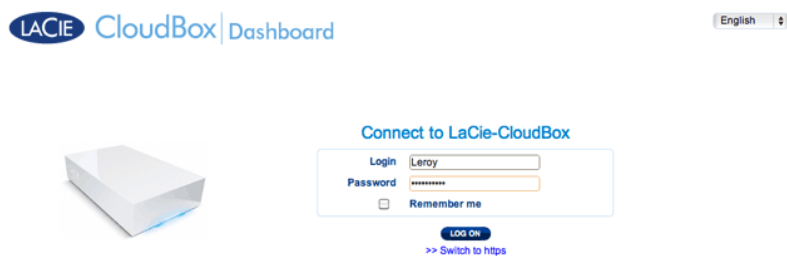 LACIE CloudBox Dashboard
English
Connect to LaCie-CloudBox
Login Leroy
Password ••••••••••
Remember me
LOG ON
>> Switch to https